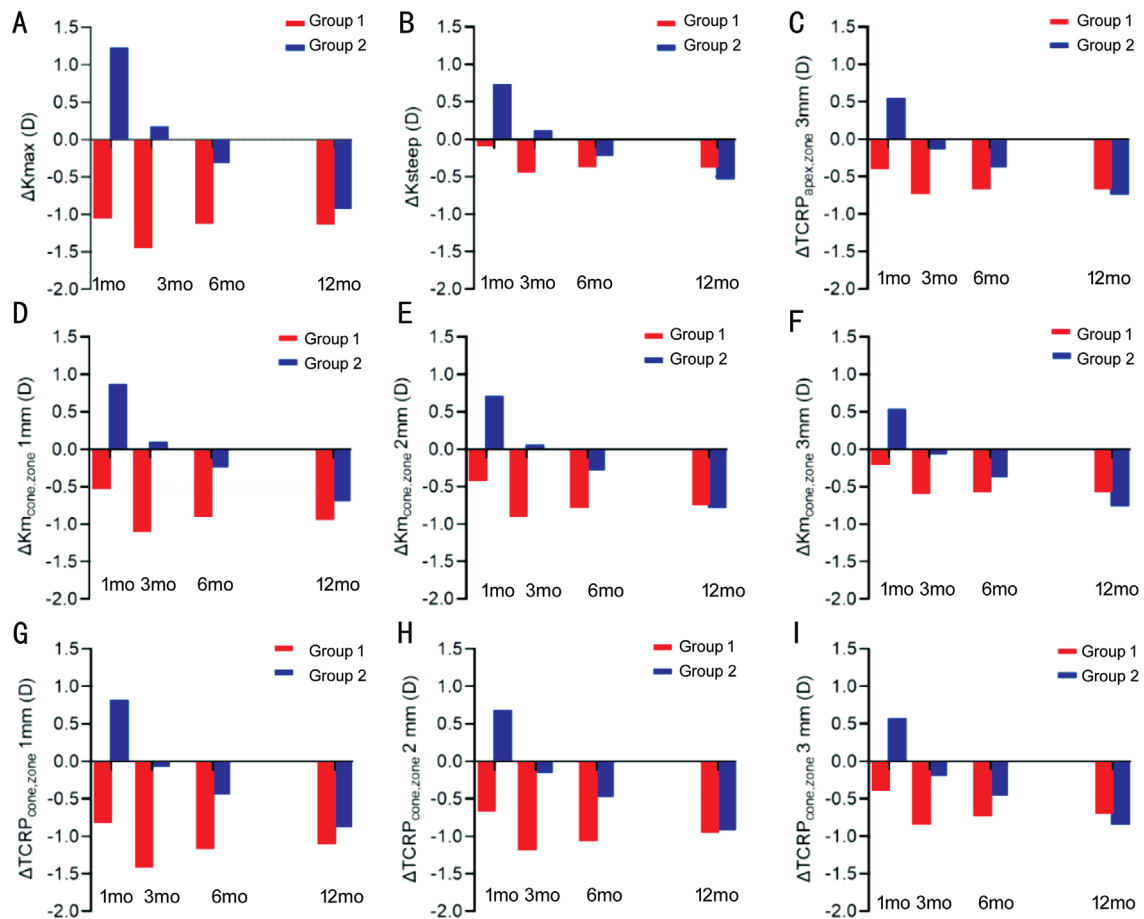 A
ΔKmax (D)
1.5
1.0
0.5
0.0
-0.5
-1.0
-1.5
-2.0
Group 1
Group 2
1mo 3mo 6mo 12mo
B
ΔKsteep (D)
1.5
1.0
0.5
0.0
-0.5
-1.0
-1.5
-2.0
Group 1
Group 2
1mo 3mo 6mo 12mo
C
ΔTCRPapex,zone 3mm (D)
1.5
1.0
0.5
0.0
-0.5
-1.0
-1.5
-2.0
Group 1
Group 2
1mo 3mo 6mo 12mo
D
ΔKmcone,zone 1mm (D)
1.5
1.0
0.5
0.0
-0.5
-1.0
-1.5
-2.0
Group 1
Group 2
1mo 3mo 6mo 12mo
E
ΔKmcone,zone 2mm (D)
1.5
1.0
0.5
0.0
-0.5
-1.0
-1.5
-2.0
Group 1
Group 2
1mo 3mo 6mo 12mo
F
ΔKmcone,zone 3mm (D)
1.5
1.0
0.5
0.0
-0.5
-1.0
-1.5
-2.0
Group 1
Group 2
1mo 3mo 6mo 12mo
G
ΔTCRPcone,zone 1mm (D)
1.5
1.0
0.5
0.0
-0.5
-1.0
-1.5
-2.0
Group 1
Group 2
1mo 3mo 6mo 12mo
H
ΔTCRPcone,zone 2 mm (D)
1.5
1.0
0.5
0.0
-0.5
-1.0
-1.5
-2.0
Group 1
Group 2
1mo 3mo 6mo 12mo
I
ΔTCRPcone,zone 3 mm (D)
1.5
1.0
0.5
0.0
-0.5
-1.0
-1.5
-2.0
Group 1
Group 2
1mo 3mo 6mo 12mo